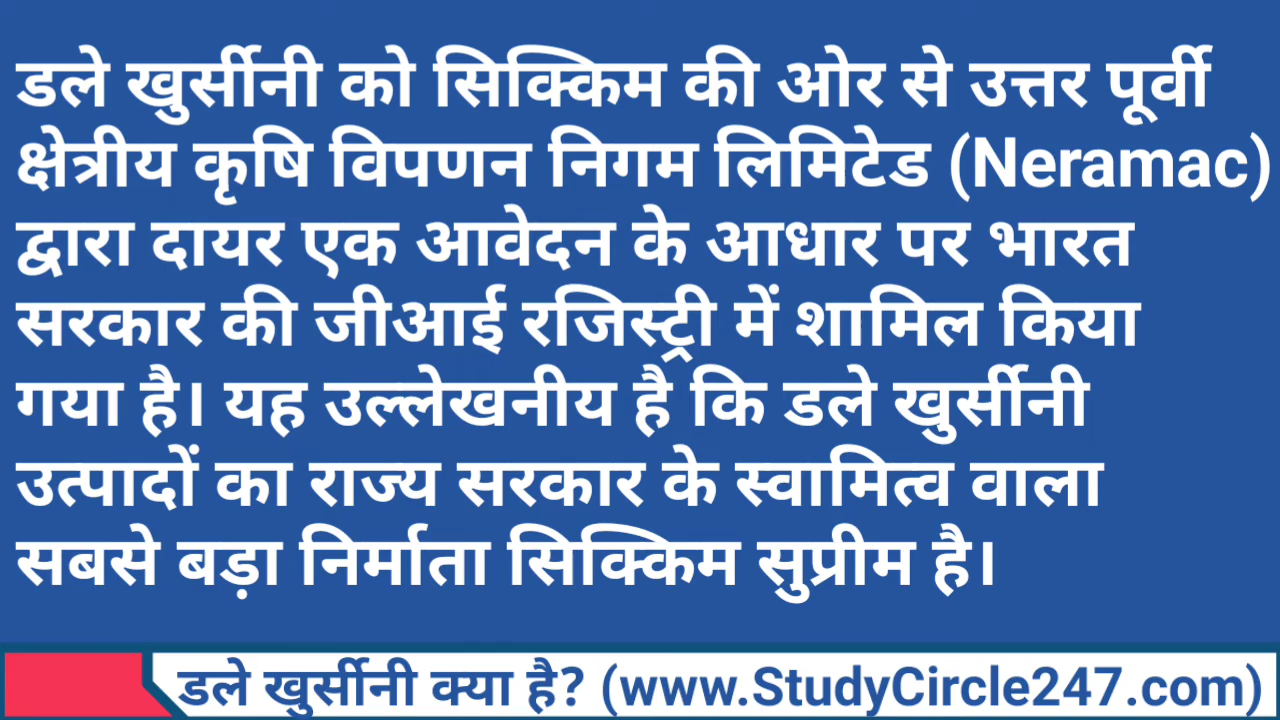 डले खुर्सीनी को सिक्किम की ओर से उत्तर पूर्वी
क्षेत्रीय कृषि विपणन निगम लिमिटेड (Neramac)
द्वारा दायर एक आवेदन के आधार पर भारत
सरकार की जीआई रजिस्ट्री में शामिल किया
गया है। यह उल्लेखनीय है कि डले खुर्सीनी
उत्पादों का राज्य सरकार के स्वामित्व वाला
सबसे बड़ा निर्माता सिक्किम सुप्रीम है।
डले खुर्सीनी क्या है? (www.StudyCircle247.com)